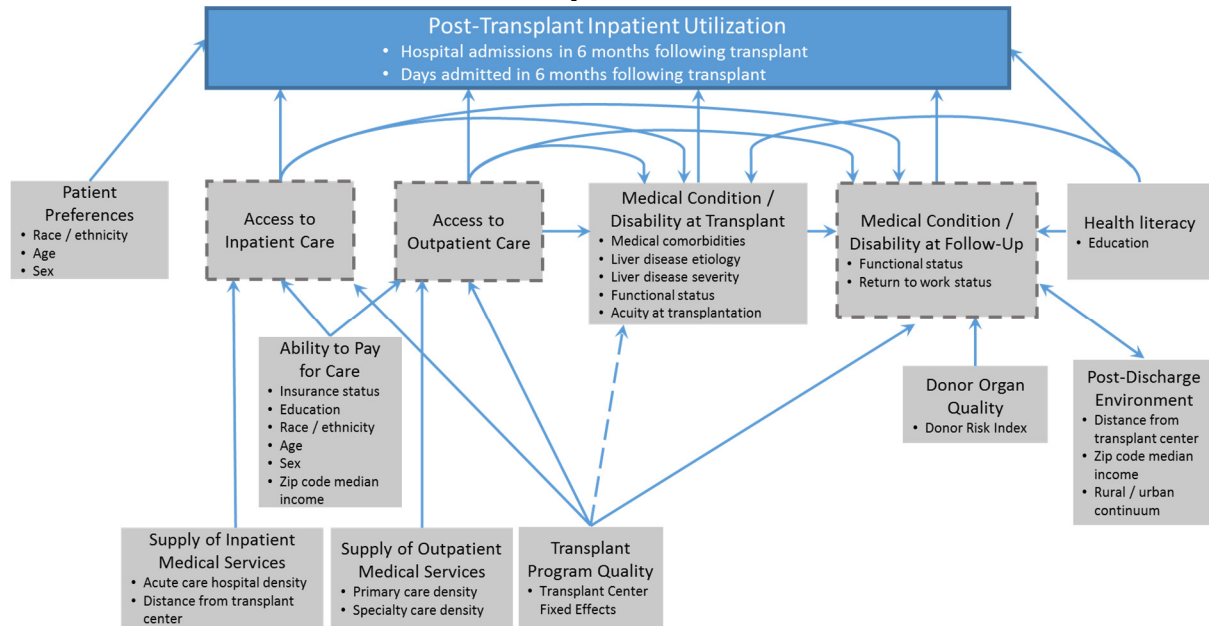 Post-Transplant Inpatient Utilization
• Hospital admissions in 6 months following transplant
• Days admitted in 6 months following transplant
Patient
Preferences
• Race / ethnicity
• Age
• Sex
Access to
Inpatient Care
Access to
Outpatient Care
Medical Condition /
Disability at Transplant
• Medical comorbidities
• Liver disease etiology
• Liver disease severity
• Functional status
• Acuity at transplantation
Medical Condition /
Disability at Follow-Up
• Functional status
• Return to work status
Health literacy
• Education
Ability to Pay
for Care
• Insurance status
• Education
• Race / ethnicity
• Age
• Sex
• Zip code median
income
Donor Organ
Quality
• Donor Risk Index
Post-Discharge
Environment
• Distance from
transplant center
• Zip code median
income
• Rural / urban
continuum
Supply of Inpatient
Medical Services
• Acute care hospital density
• Distance from transplant
center
Supply of Outpatient
Medical Services
• Primary care density
• Specialty care density
Transplant
Program Quality
• Transplant Center
Fixed Effects